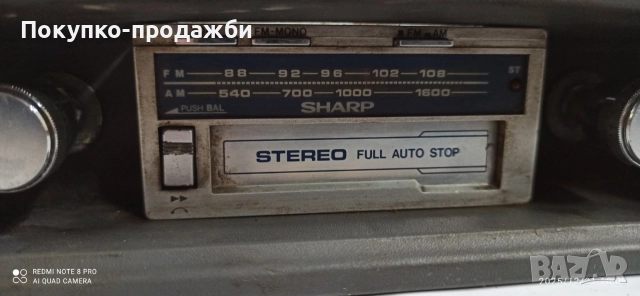 Покупко-продажби
FM-MONO
FM-AM
FM 88 92 96 102 108 ST
AM 540 700 1000 1600
PUSH BAL SHARP
STEREO FULL AUTO STOP
REDMI NOTE 8 PRO
AI QUAD CAMERA
BAZAR